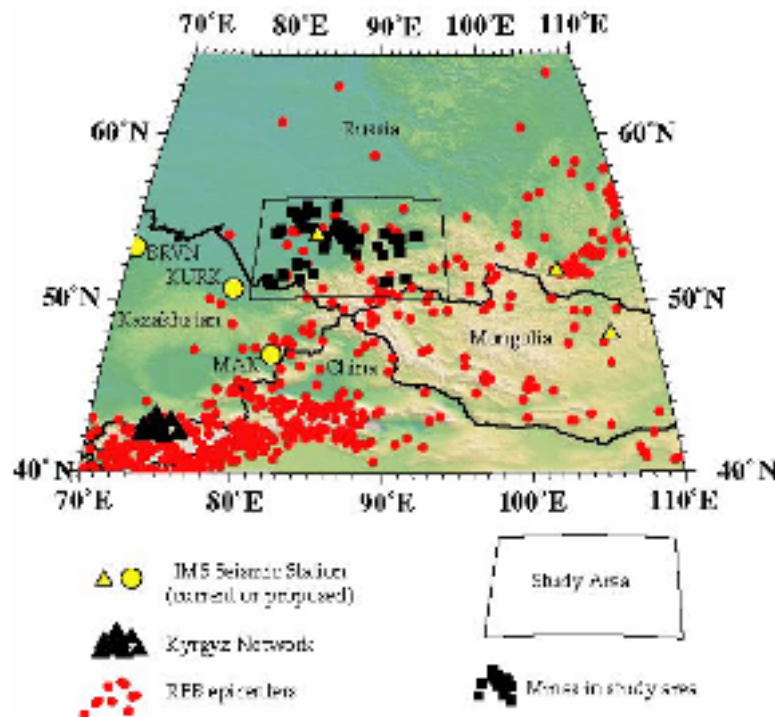 70°E 80°E 90°E 100°E 110°E
60°N 60°N
Russia
BRVN
KURK
50°N 50°N
Kazakhstan
Mongolia
MAK
China
40°N 40°N
70°E 80°E 90°E 100°E 110°E
IMS Seismic Station
(current or proposed)
Study Area
Kyrgyz Network
REB epicenters
Mines in study area